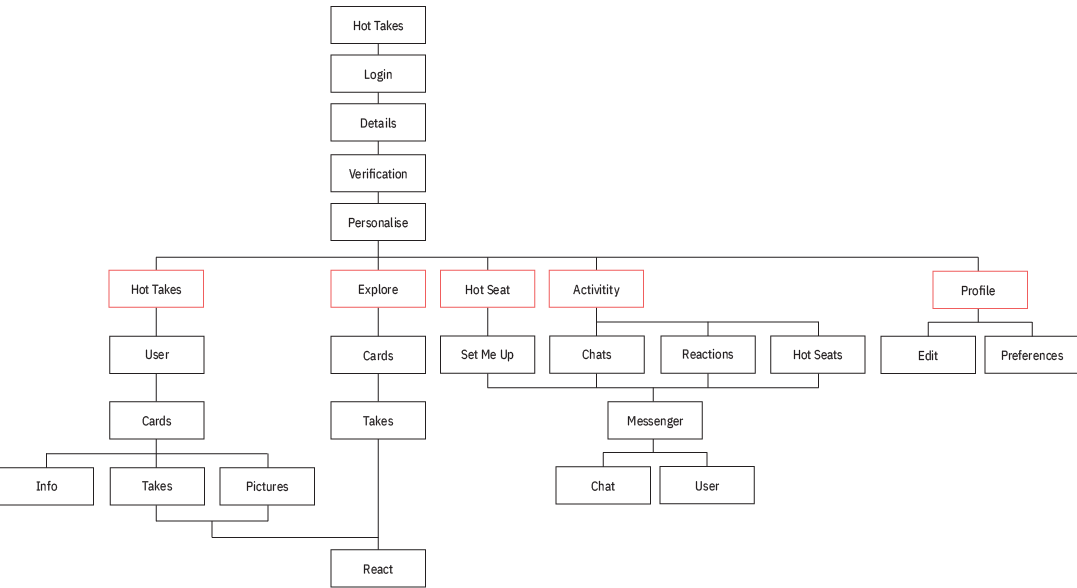 Hot Takes
Login
Details
Verification
Personalise
Hot Takes
Explore
Hot Seat
Activitity
Profile
User
Cards
Set Me Up
Chats
Reactions
Hot Seats
Edit
Preferences
Cards
Takes
Messenger
Info
Takes
Pictures
Chat
User
React